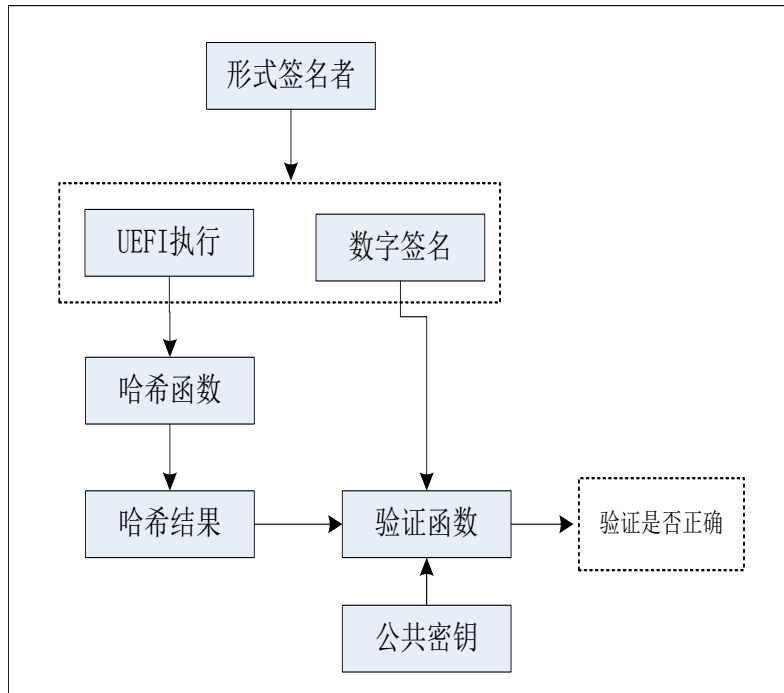 形式签名者
UEFI执行
数字签名
哈希函数
哈希结果
验证函数
验证是否正确
公共密钥